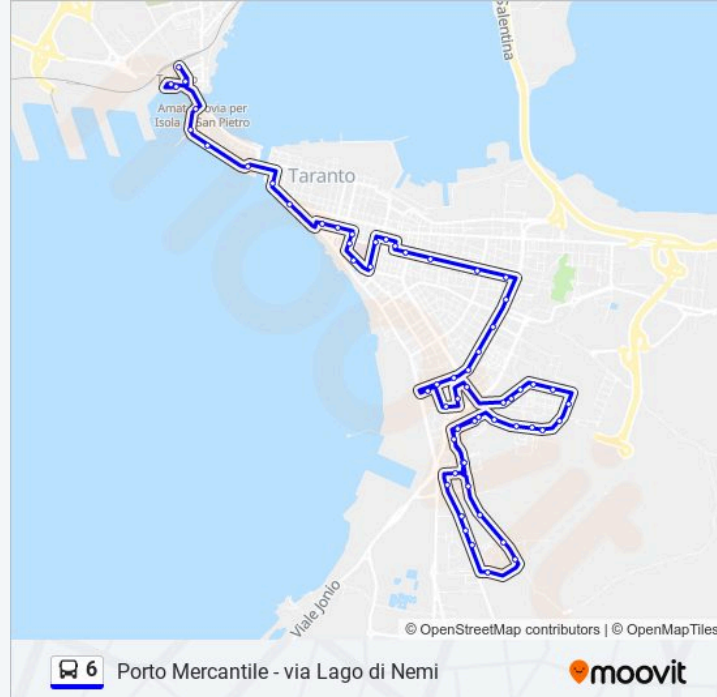 Salentina
Amat
ovia per
Isola
San Pietro
Taranto
Viale Jonio
© OpenStreetMap contributors | © OpenMapTiles
6 Porto Mercantile - via Lago di Nemi
moovit